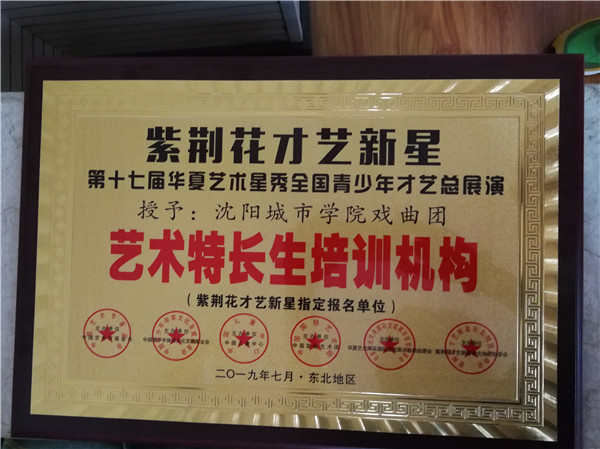 紫荆花才艺新星
第十七届华夏艺术星秀全国青少年才艺总展演
授予：沈阳城市学院戏曲团
艺术特长生培训机构
（紫荆花才艺新星指定报名单位）
二〇一九年七月·东北地区